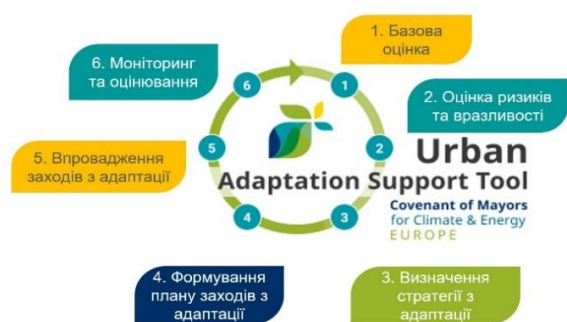 1. Базова
оцінка
2. Оцінка ризиків
та вразливості
3. Визначення
стратегії з
адаптації
4. Формування
плану заходів з
адаптації
5. Впровадження
заходів з адаптації
6. Моніторинг
та оцінювання
1
2
3
4
5
6
Urban
Adaptation Support Tool
Covenant of Mayors
for Climate & Energy
EUROPE